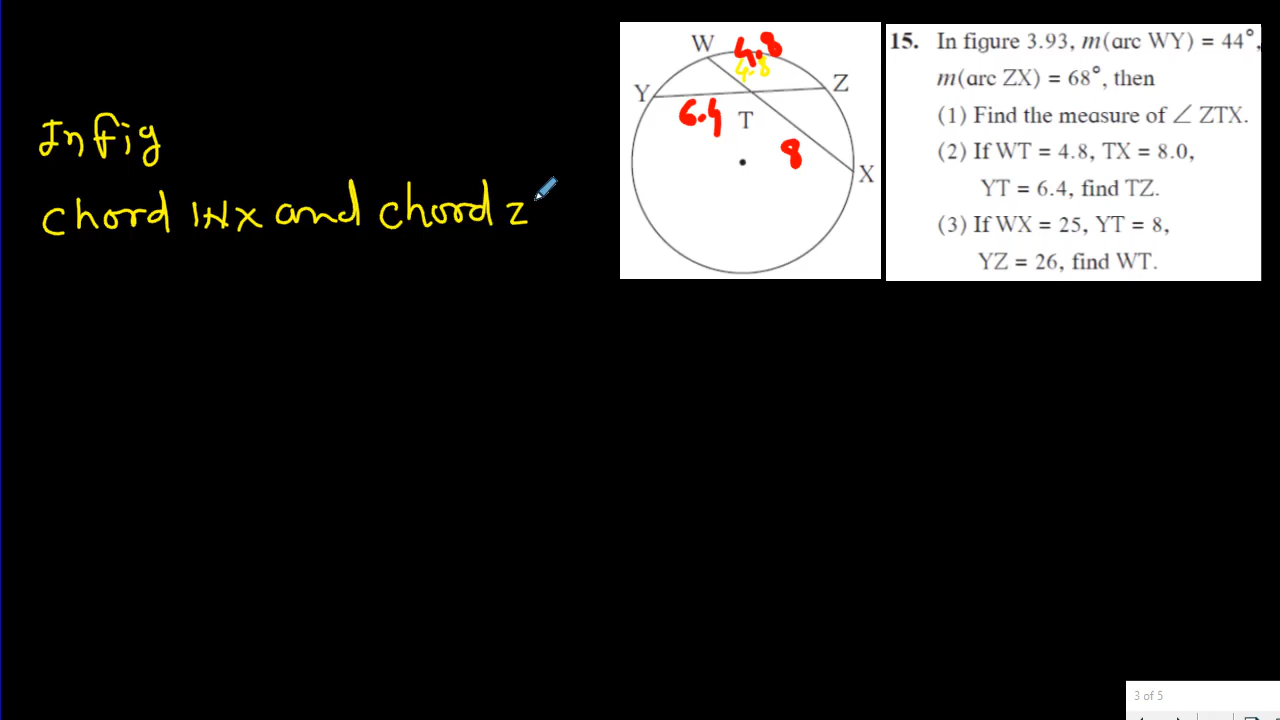 In fig
chord WX and chord Z
W
4.8
4.8
Y
Z
6.4
T
8
X
15. In figure 3.93, m(arc WY) = 44°,
m(arc ZX) = 68°, then
(1) Find the measure of ∠ ZTX.
(2) If WT = 4.8, TX = 8.0,
YT = 6.4, find TZ.
(3) If WX = 25, YT = 8,
YZ = 26, find WT.
3 of 5